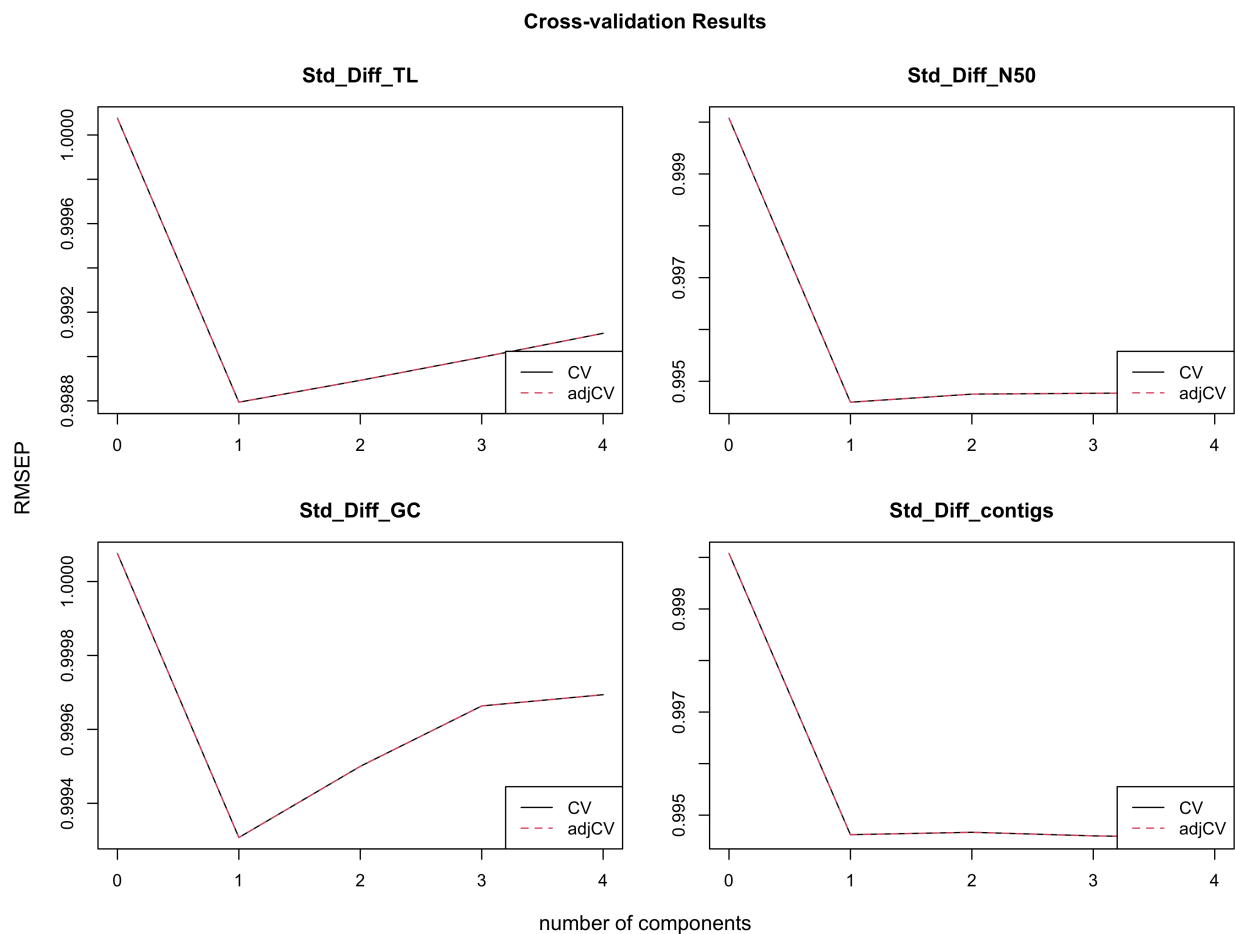 Cross-validation Results
Std_Diff_TL
1.0000
0.9996
0.9992
0.9988
0 1 2 3 4
CV
adjCV
Std_Diff_N50
0.999
0.997
0.995
0 1 2 3 4
CV
adjCV
RMSEP
Std_Diff_GC
1.0000
0.9998
0.9996
0.9994
0 1 2 3 4
CV
adjCV
Std_Diff_contigs
0.999
0.997
0.995
0 1 2 3 4
CV
adjCV
number of components